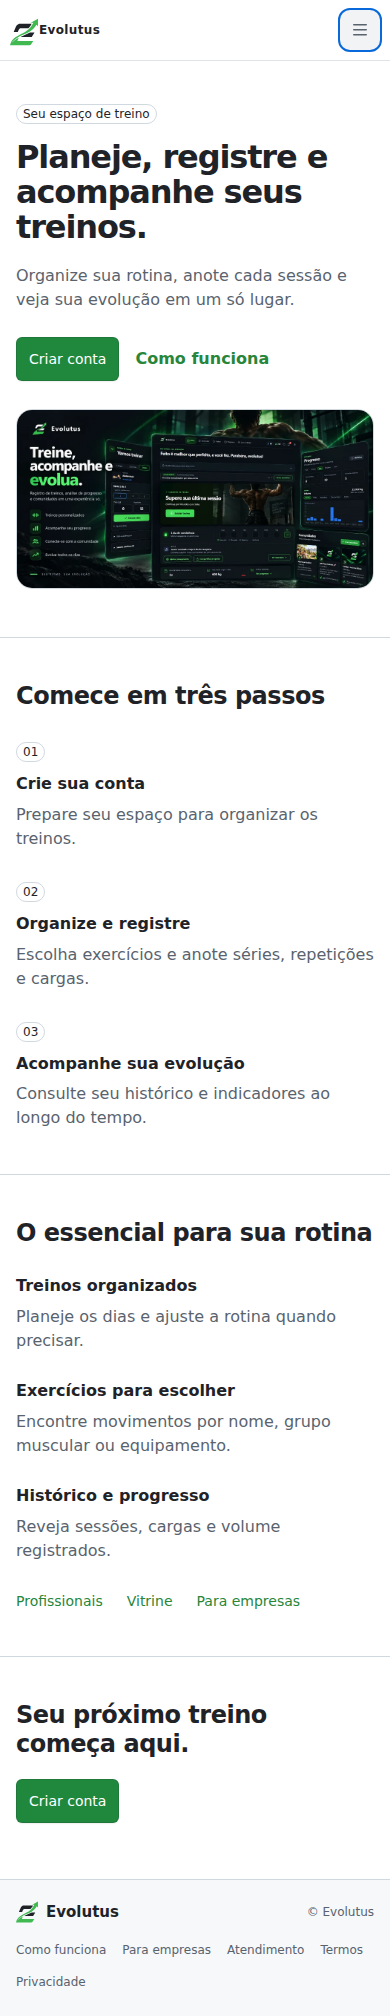 Evolutus
Seu espaço de treino
Planeje, registre e
acompanhe seus
treinos.
Organize sua rotina, anote cada sessão e
veja sua evolução em um só lugar.
Criar conta
Como funciona
Evolutus
Treine,
acompanhe e
evolua.
Comece em três passos
01
Crie sua conta
Prepare seu espaço para organizar os
treinos.
02
Organize e registre
Escolha exercícios e anote séries, repetições
e cargas.
03
Acompanhe sua evolução
Consulte seu histórico e indicadores ao
longo do tempo.
O essencial para sua rotina
Treinos organizados
Planeje os dias e ajuste a rotina quando
precisar.
Exercícios para escolher
Encontre movimentos por nome, grupo
muscular ou equipamento.
Histórico e progresso
Reveja sessões, cargas e volume
registrados.
Profissionais
Vitrine
Para empresas
Seu próximo treino
começa aqui.
Criar conta
Evolutus
© Evolutus
Como funciona
Para empresas
Atendimento
Termos
Privacidade